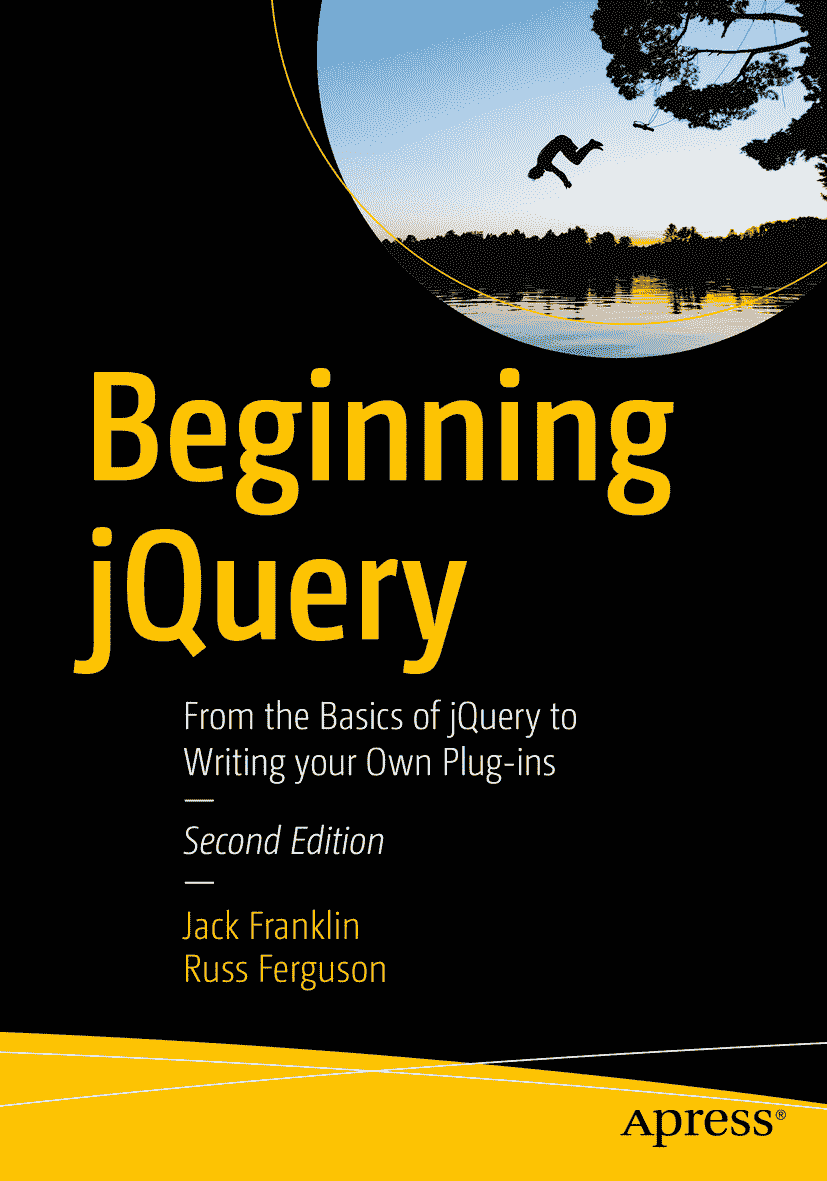 Beginning
jQuery
From the Basics of jQuery to
Writing your Own Plug-ins
—
Second Edition
—
Jack Franklin
Russ Ferguson
Apress®